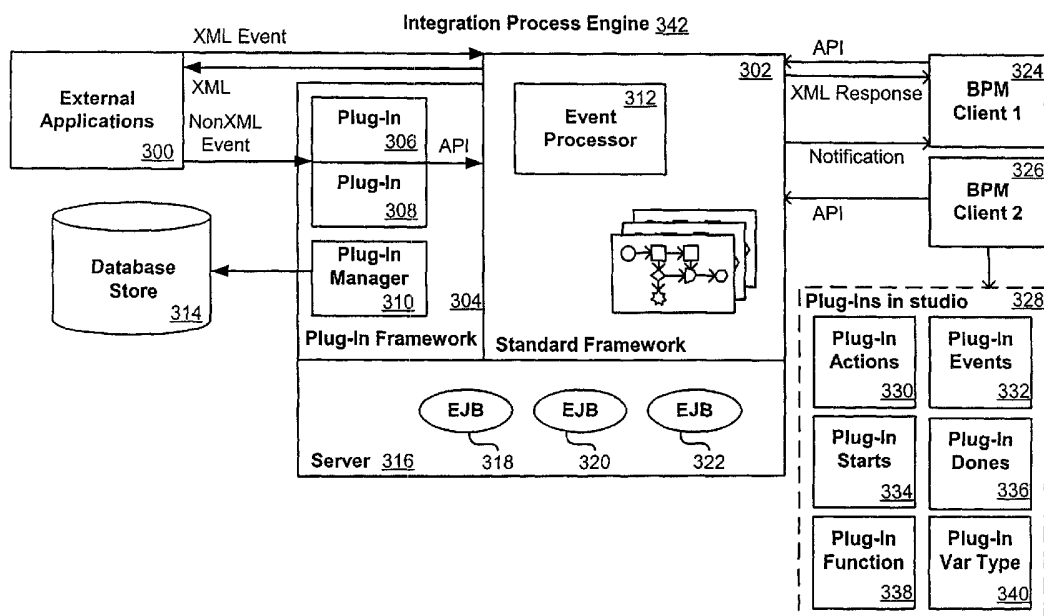 Integration Process Engine 342
XML Event
XML
NonXML
Event
External
Applications
300
Plug-In
306
API
Plug-In
308
Plug-In
Manager
310
304
Plug-In Framework
302
312
Event
Processor
Standard Framework
Database
Store
314
EJB
EJB
EJB
318
320
322
Server 316
API
XML Response
Notification
API
324
BPM
Client 1
326
BPM
Client 2
Plug-Ins in studio 328
Plug-In
Actions
330
Plug-In
Events
332
Plug-In
Starts
334
Plug-In
Dones
336
Plug-In
Function
338
Plug-In
Var Type
340